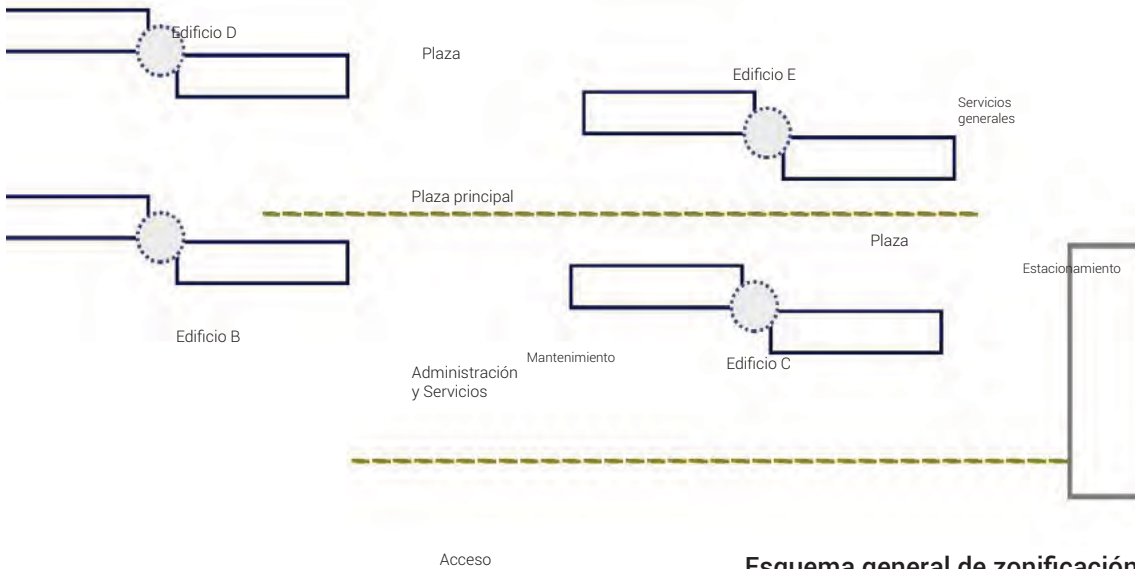 Edificio D
Plaza
Edificio E
Servicios
generales
Plaza principal
Plaza
Estacionamiento
Edificio B
Mantenimiento
Edificio C
Administración
y Servicios
Acceso
Esquema general de zonificación